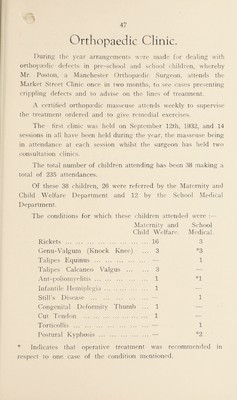 47
Orthopaedic Clinic.
During the year arrangements were made for dealing with
orthopædic defects in pre-school and school children, whereby
Mr. Poston, a Manchester Orthopædic Surgeon, attends the
Market Street Clinic once in two months, to see cases presenting
crippling defects and to advise on the lines of treatment.
A certified orthopædic masseuse attends weekly to supervise
the treatment ordered and to give remedial exercises.
The first clinic was held on September 13th, 1932, and 14
sessions in all have been held during the year, the masseuse being
in attendance at each session whilst the surgeon has held two
consultation clinics.
The total number of children attending has been 38 making a
total of 235 attendances.
Of these 38 children, 26 were referred by the Maternity and
Child Welfare Department and 12 by the School Medical
Department.
The conditions for which these children attended were :—
Maternity and School
Child Welfare. Medical.
Rickets ... 16 3
Genu-Valgum (Knock Knee) ... 3 *3
Talipes Equinus ... — 1
Talipes Calcaneo Valgus ... 3 —
Ant-poliomyelitis ... 1 *1
Infantile Hemiplegia ... 1 —
Still's Disease ... — 1
Congenital Deformity Thumb ... 1 —
Cut Tendon ... 1 —
Torticollis ... — 1
Postural Kyphosis ... — *2
* Indicates that operative treatment was recommended in
respect to one case of the condition mentioned.